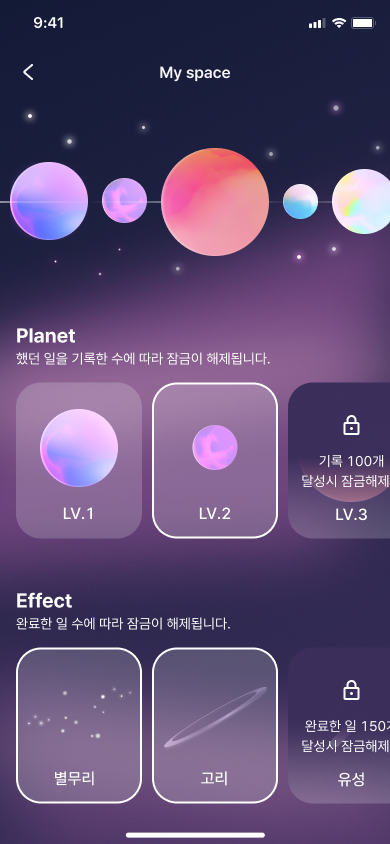 9:41
My space
Planet
했던 일을 기록한 수에 따라 잠금이 해제됩니다.
LV.1
LV.2
기록 100개
달성시 잠금해제
LV.3
Effect
완료한 일 수에 따라 잠금이 해제됩니다.
별무리
고리
완료한 일 150
달성시 잠금해제
유성